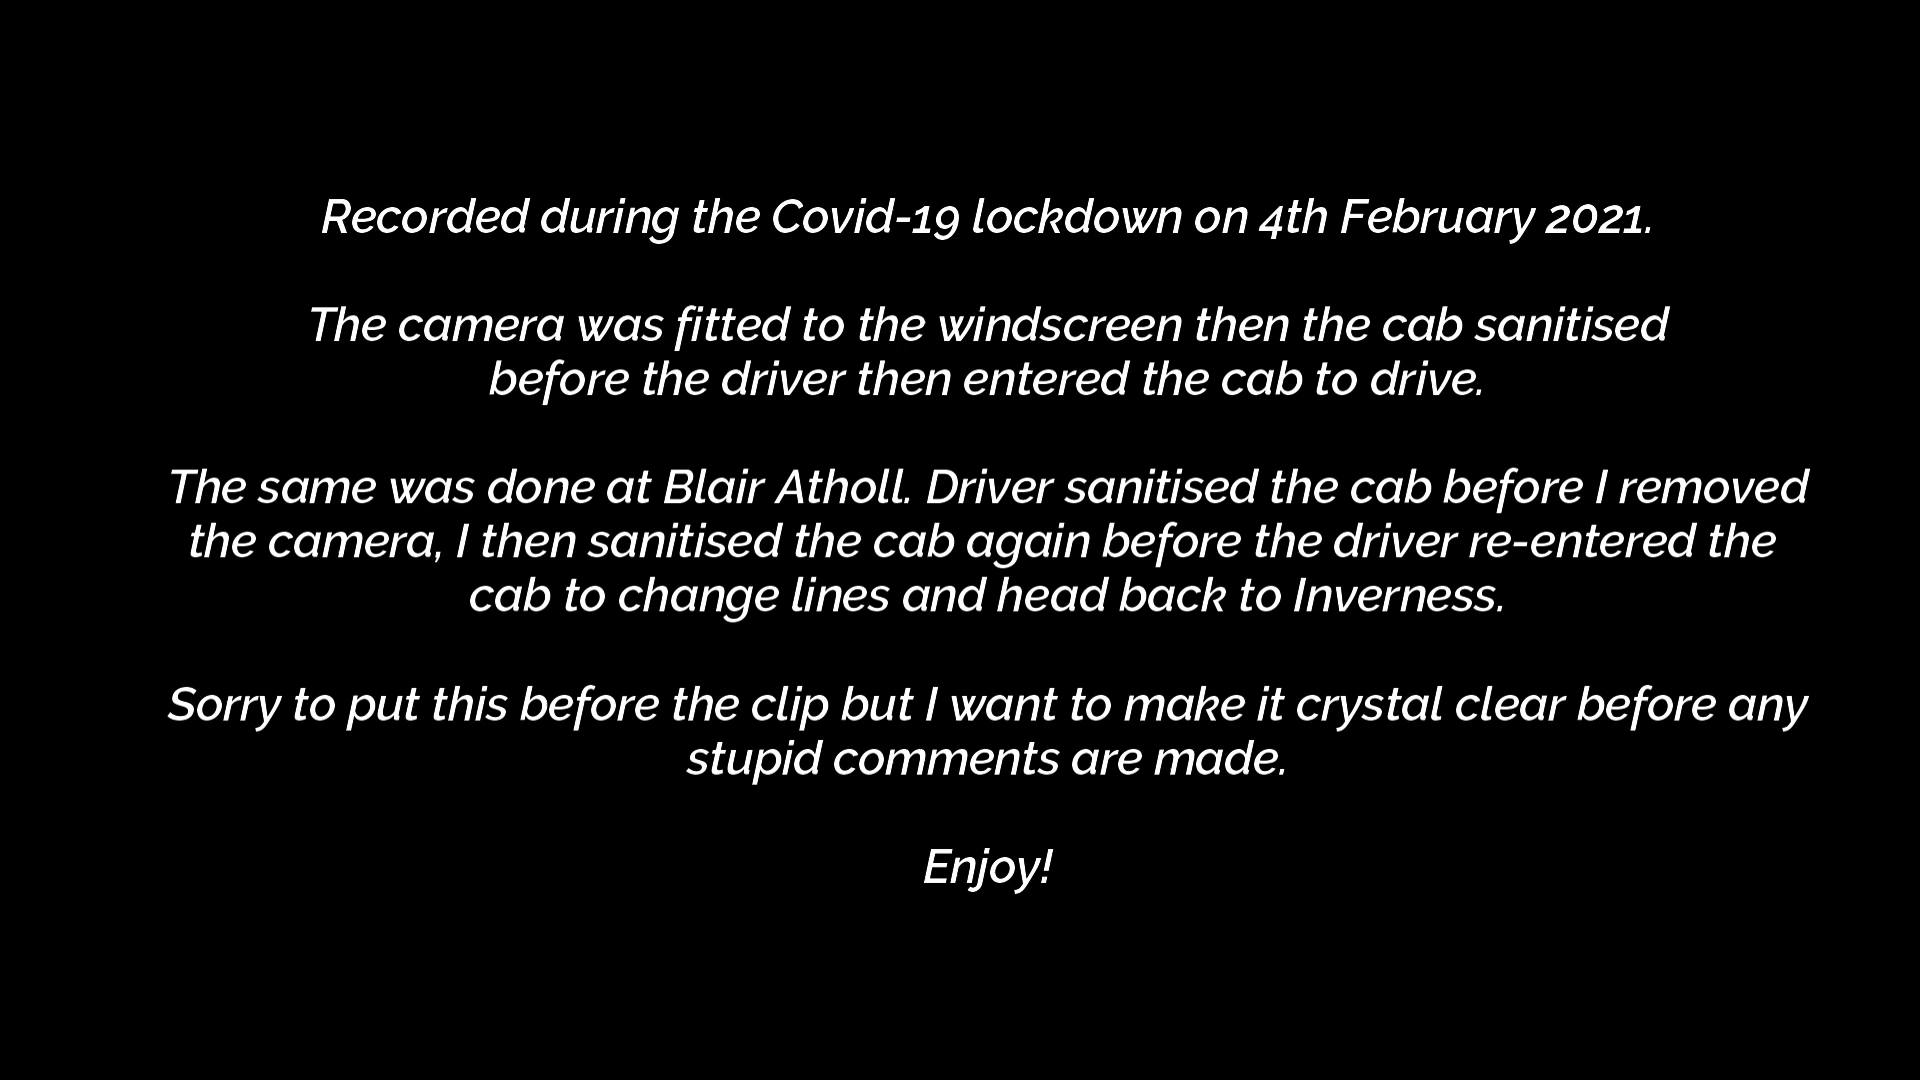 Recorded during the Covid-19 lockdown on 4th February 2021.
The camera was fitted to the windscreen then the cab sanitised
before the driver then entered the cab to drive.
The same was done at Blair Atholl. Driver sanitised the cab before I removed
the camera, I then sanitised the cab again before the driver re-entered the
cab to change lines and head back to Inverness.
Sorry to put this before the clip but I want to make it crystal clear before any
stupid comments are made.
Enjoy!